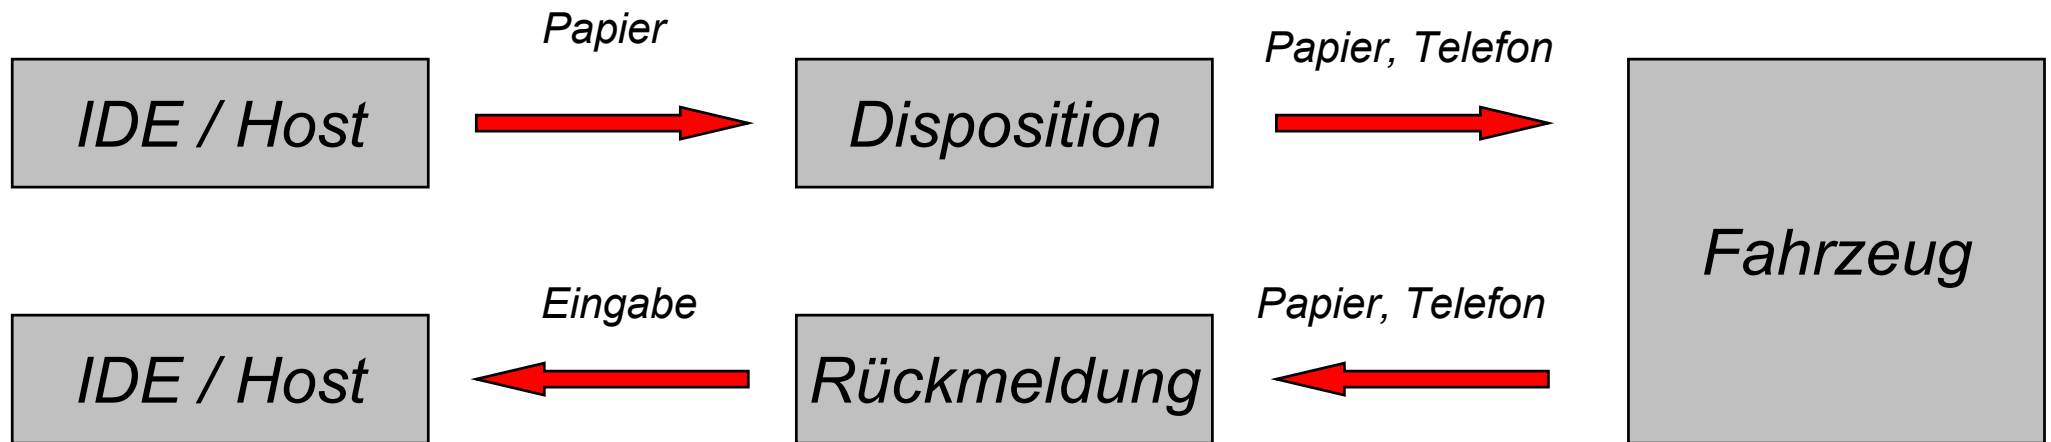 Papier
Papier, Telefon
IDE / Host
Disposition
Fahrzeug
Eingabe
Papier, Telefon
IDE / Host
Rückmeldung